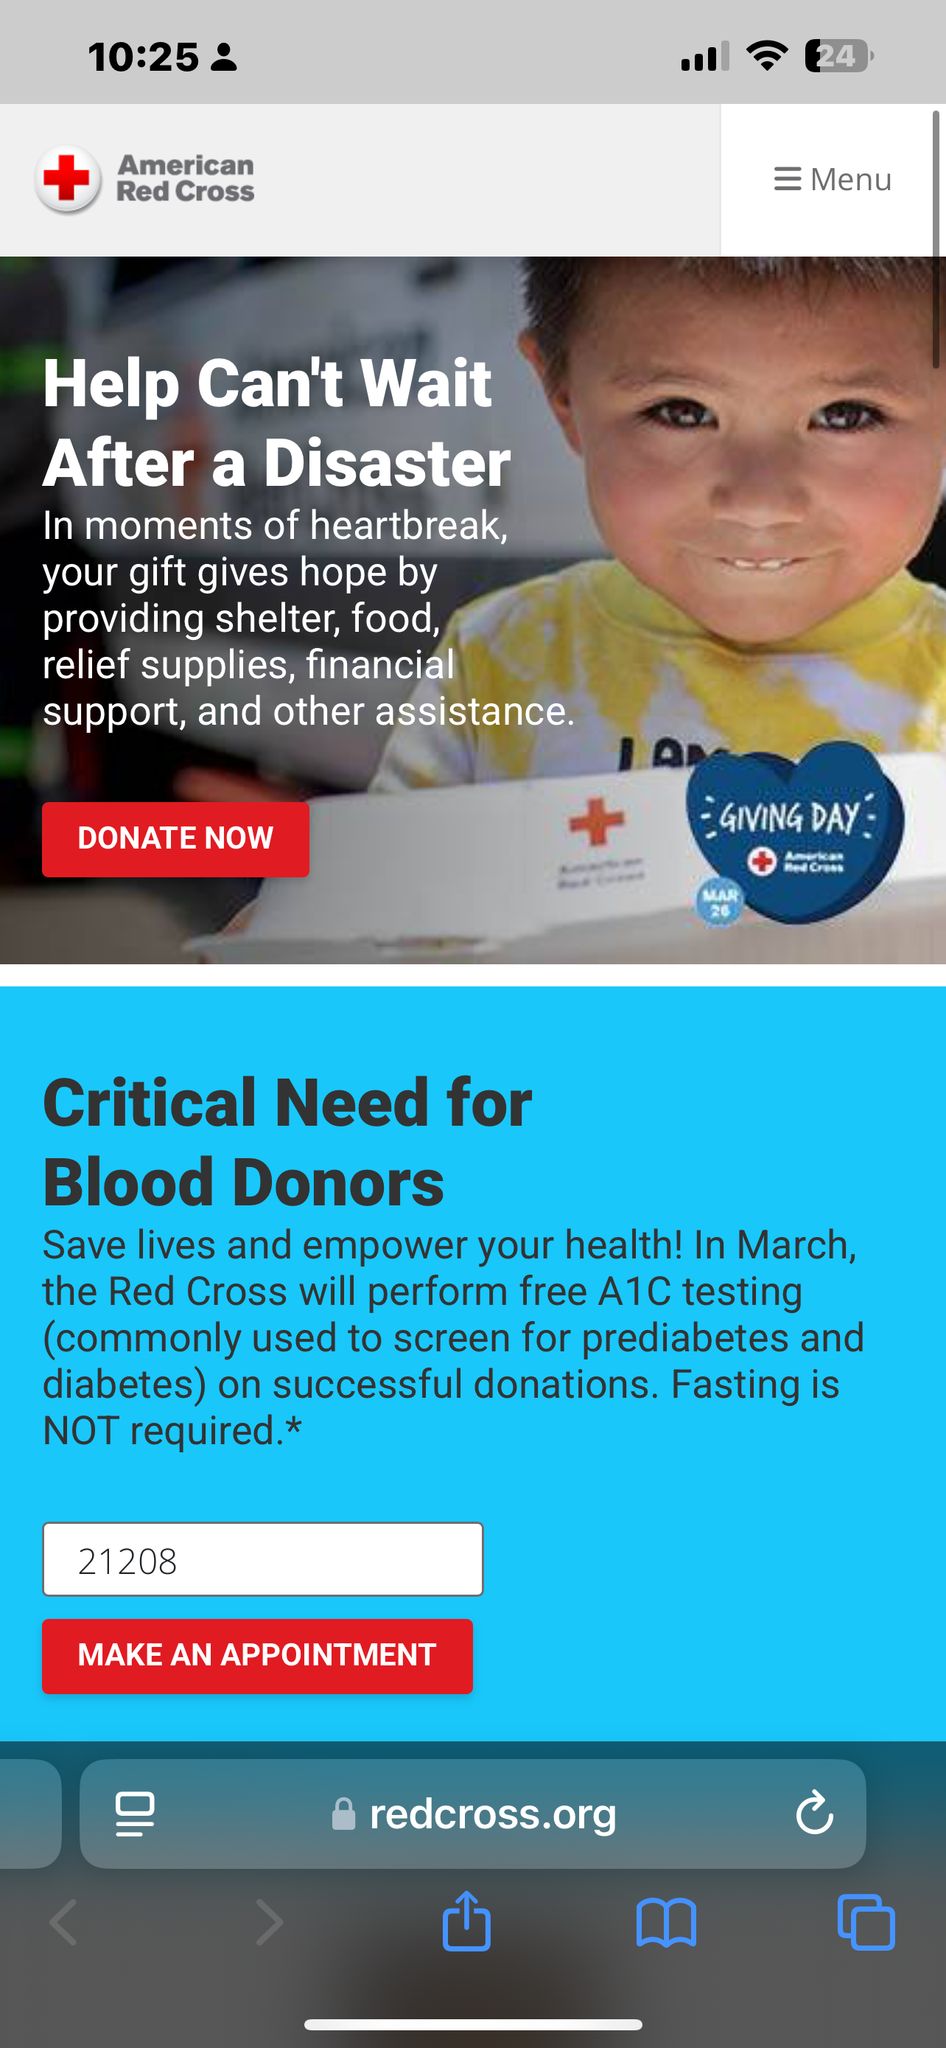 10:25
24
American
Red Cross
Menu
Help Can't Wait
After a Disaster
In moments of heartbreak,
your gift gives hope by
providing shelter, food,
relief supplies, financial
support, and other assistance.
I AM
GIVING DAY
American
Red Cross
American
Red Cross
MAR
26
DONATE NOW
Critical Need for
Blood Donors
Save lives and empower your health! In March,
the Red Cross will perform free A1C testing
(commonly used to screen for prediabetes and
diabetes) on successful donations. Fasting is
NOT required.*
21208
MAKE AN APPOINTMENT
redcross.org